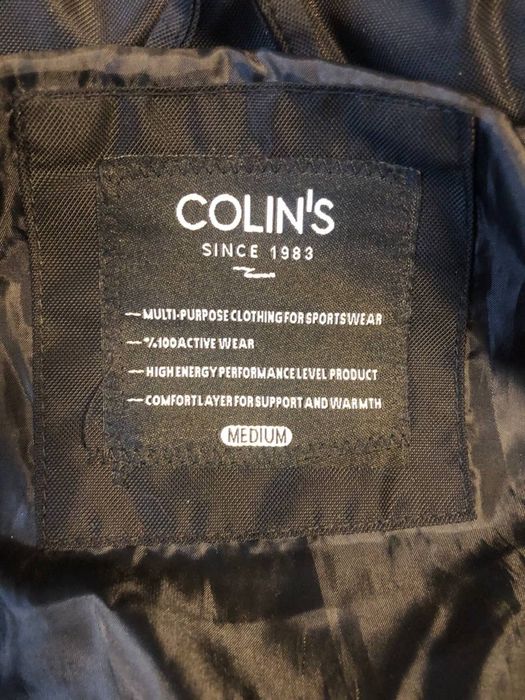 COLIN'S
SINCE 1983
—MULTI-PURPOSE CLOTHING FOR SPORTSWEAR
—%100 ACTIVE WEAR
—HIGH ENERGY PERFORMANCE LEVEL PRODUCT
—COMFORT LAYER FOR SUPPORT AND WARMTH
MEDIUM